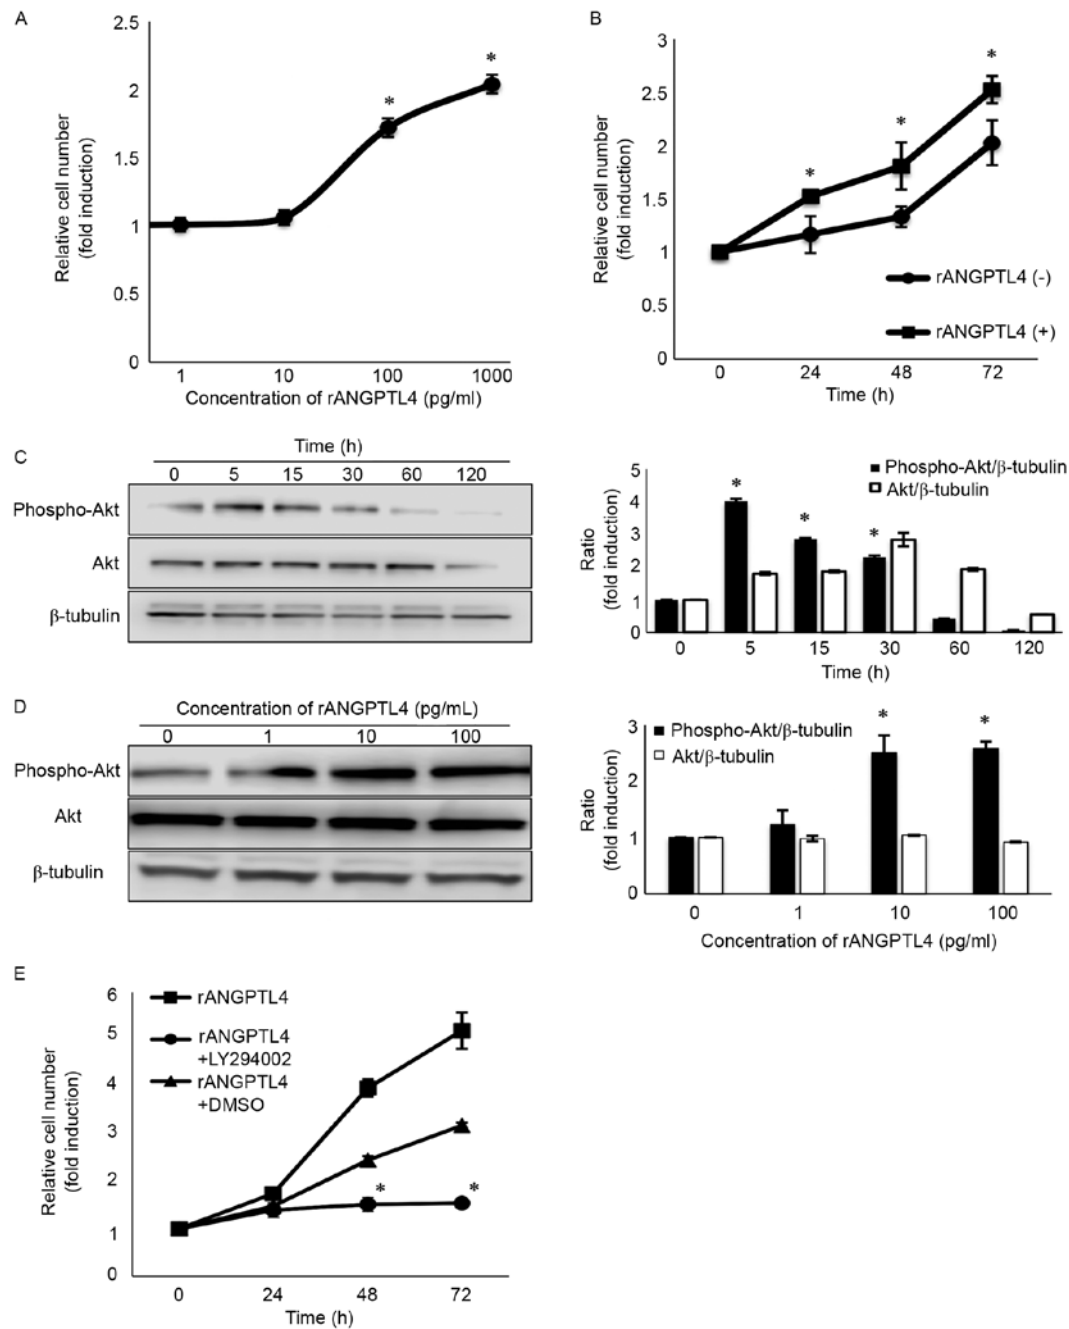 A
2.5
2
1.5
1
0.5
0
Relative cell number
(fold induction)
*
*
1 10 100 1000
Concentration of rANGPTL4 (pg/ml)
B
3
2.5
2
1.5
1
0.5
0
Relative cell number
(fold induction)
*
*
*
rANGPTL4 (-)
rANGPTL4 (+)
0 24 48 72
Time (h)
C
Time (h)
0 5 15 30 60 120
Phospho-Akt
Akt
β-tubulin
5
4
3
2
1
0
Ratio
(fold induction)
Phospho-Akt/β-tubulin
Akt/β-tubulin
*
*
*
0 5 15 30 60 120
Time (h)
D
Concentration of rANGPTL4 (pg/mL)
0 1 10 100
Phospho-Akt
Akt
β-tubulin
3
2
1
0
Ratio
(fold induction)
Phospho-Akt/β-tubulin
Akt/β-tubulin
*
*
0 1 10 100
Concentration of rANGPTL4 (pg/ml)
E
6
5
4
3
2
1
0
Relative cell number
(fold induction)
rANGPTL4
rANGPTL4
+LY294002
rANGPTL4
+DMSO
*
*
0 24 48 72
Time (h)